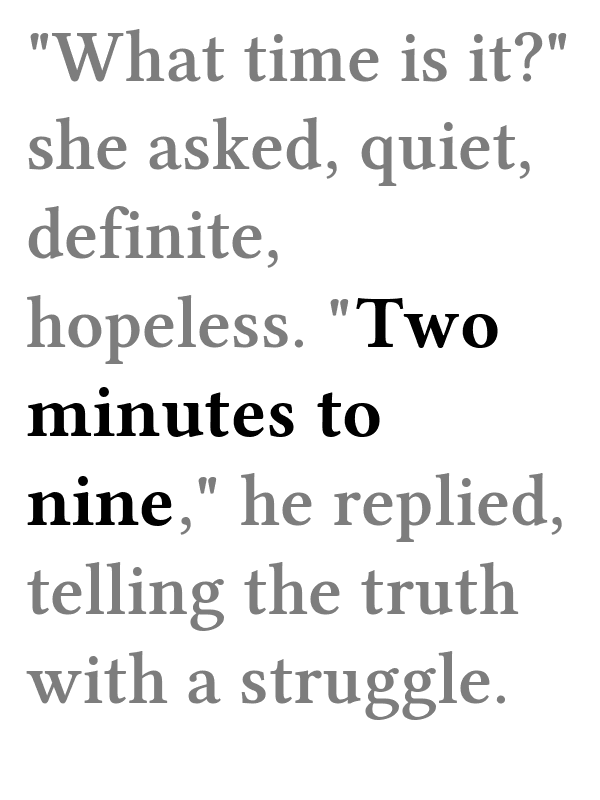 "What time is it?"
she asked, quiet,
definite,
hopeless. "Two
minutes to
nine," he replied,
telling the truth
with a struggle.